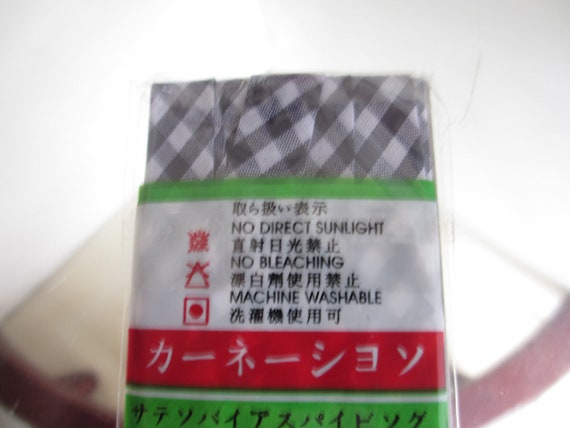 取ら扱い表示
NO DIRECT SUNLIGHT
直射日光禁止
NO BLEACHING
漂白劑使用禁止
MACHINE WASHABLE
洗濯機使用可
カーネーショソ
サテソバイアスパイピソグ